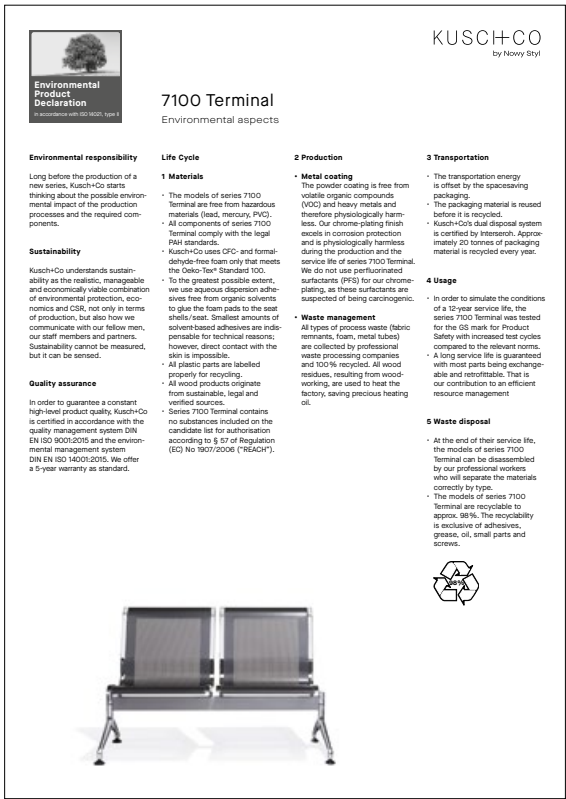 Environmental
Product
Declaration
In accordance with ISO 14021, type II
KUSCH+CO
by Nowy Styl
7100 Terminal
Environmental aspects
Environmental responsibility
Long before the production of a
new series, Kusch+Co starts
thinking about the possible environ-
mental impact of the production
processes and the required com-
ponents.
Sustainability
Kusch+Co understands sustain-
ability as the realistic, manageable
and economically viable combination
of environmental protection, eco-
nomics and CSR, not only in terms
of production, but also how we
communicate with our fellow men,
our staff members and partners.
Sustainability cannot be measured,
but it can be sensed.
Quality assurance
In order to guarantee a constant
high-level product quality, Kusch+Co
is certified in accordance with the
quality management system DIN
EN ISO 9001:2015 and the environ-
mental management system
DIN EN ISO 14001:2015. We offer
a 5-year warranty as standard.
Life Cycle
1 Materials
• The models of series 7100
Terminal are free from hazardous
materials (lead, mercury, PVC).
• All components of series 7100
Terminal comply with the legal
PAH standards.
• Kusch+Co uses CFC- and formal-
dehyde-free foam only that meets
the Oeko-Tex® Standard 100.
• To the greatest possible extent,
we use aqueous dispersion adhe-
sives free from organic solvents
to glue the foam pads to the seat
shells/seat. Smallest amounts of
solvent-based adhesives are indis-
pensable for technical reasons;
however, direct contact with the
skin is impossible.
• All plastic parts are labelled
properly for recycling.
• All wood products originate
from sustainable, legal and
verified sources.
• Series 7100 Terminal contains
no substances included on the
candidate list for authorisation
according to § 57 of Regulation
(EC) No 1907/2006 (“REACH”).
2 Production
• Metal coating
The powder coating is free from
volatile organic compounds
(VOC) and heavy metals and
therefore physiologically harm-
less. Our chrome-plating finish
excels in corrosion protection
and is physiologically harmless
during the production and the
service life of series 7100 Terminal.
We do not use perfluorinated
surfactants (PFS) for our chrome-
plating, as these surfactants are
suspected of being carcinogenic.
• Waste management
All types of process waste (fabric
remnants, foam, metal tubes)
are collected by professional
waste processing companies
and 100% recycled. All wood
residues, resulting from wood-
working, are used to heat the
factory, saving precious heating
oil.
3 Transportation
• The transportation energy
is offset by the spacesaving
packaging.
• The packaging material is reused
before it is recycled.
• Kusch+Co’s dual disposal system
is certified by Interseroh. Approx-
imately 20 tonnes of packaging
material is recycled every year.
4 Usage
• In order to simulate the conditions
of a 12-year service life, the
series 7100 Terminal was tested
for the GS mark for Product
Safety with increased test cycles
compared to the relevant norms.
• A long service life is guaranteed
with most parts being exchange-
able and retrofittable. That is
our contribution to an efficient
resource management
5 Waste disposal
• At the end of their service life,
the models of series 7100
Terminal can be disassembled
by our professional workers
who will separate the materials
correctly by type.
• The models of series 7100
Terminal are recyclable to
approx. 98%. The recyclability
is exclusive of adhesives,
grease, oil, small parts and
screws.
98%